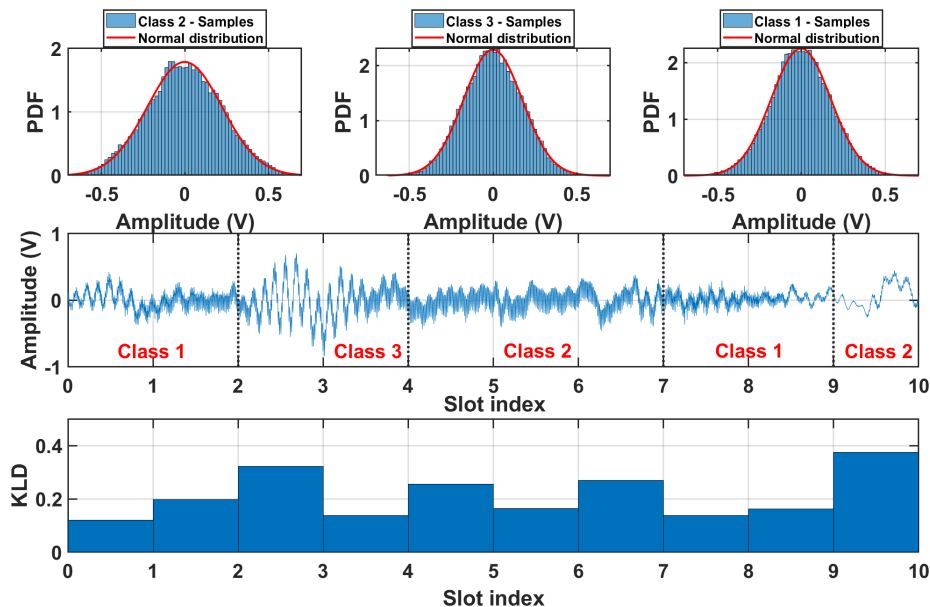 Class 2 - Samples
Normal distribution
Class 3 - Samples
Normal distribution
Class 1 - Samples
Normal distribution
PDF
2
1
0
-0.5 0 0.5
Amplitude (V)
PDF
2
1
0
-0.5 0 0.5
Amplitude (V)
PDF
2
1
0
-0.5 0 0.5
Amplitude (V)
Amplitude (V)
1
0
-1
Class 1 Class 3 Class 2 Class 1 Class 2
0 1 2 3 4 5 6 7 8 9 10
Slot index
KLD
0.4
0.2
0
0 1 2 3 4 5 6 7 8 9 10
Slot index